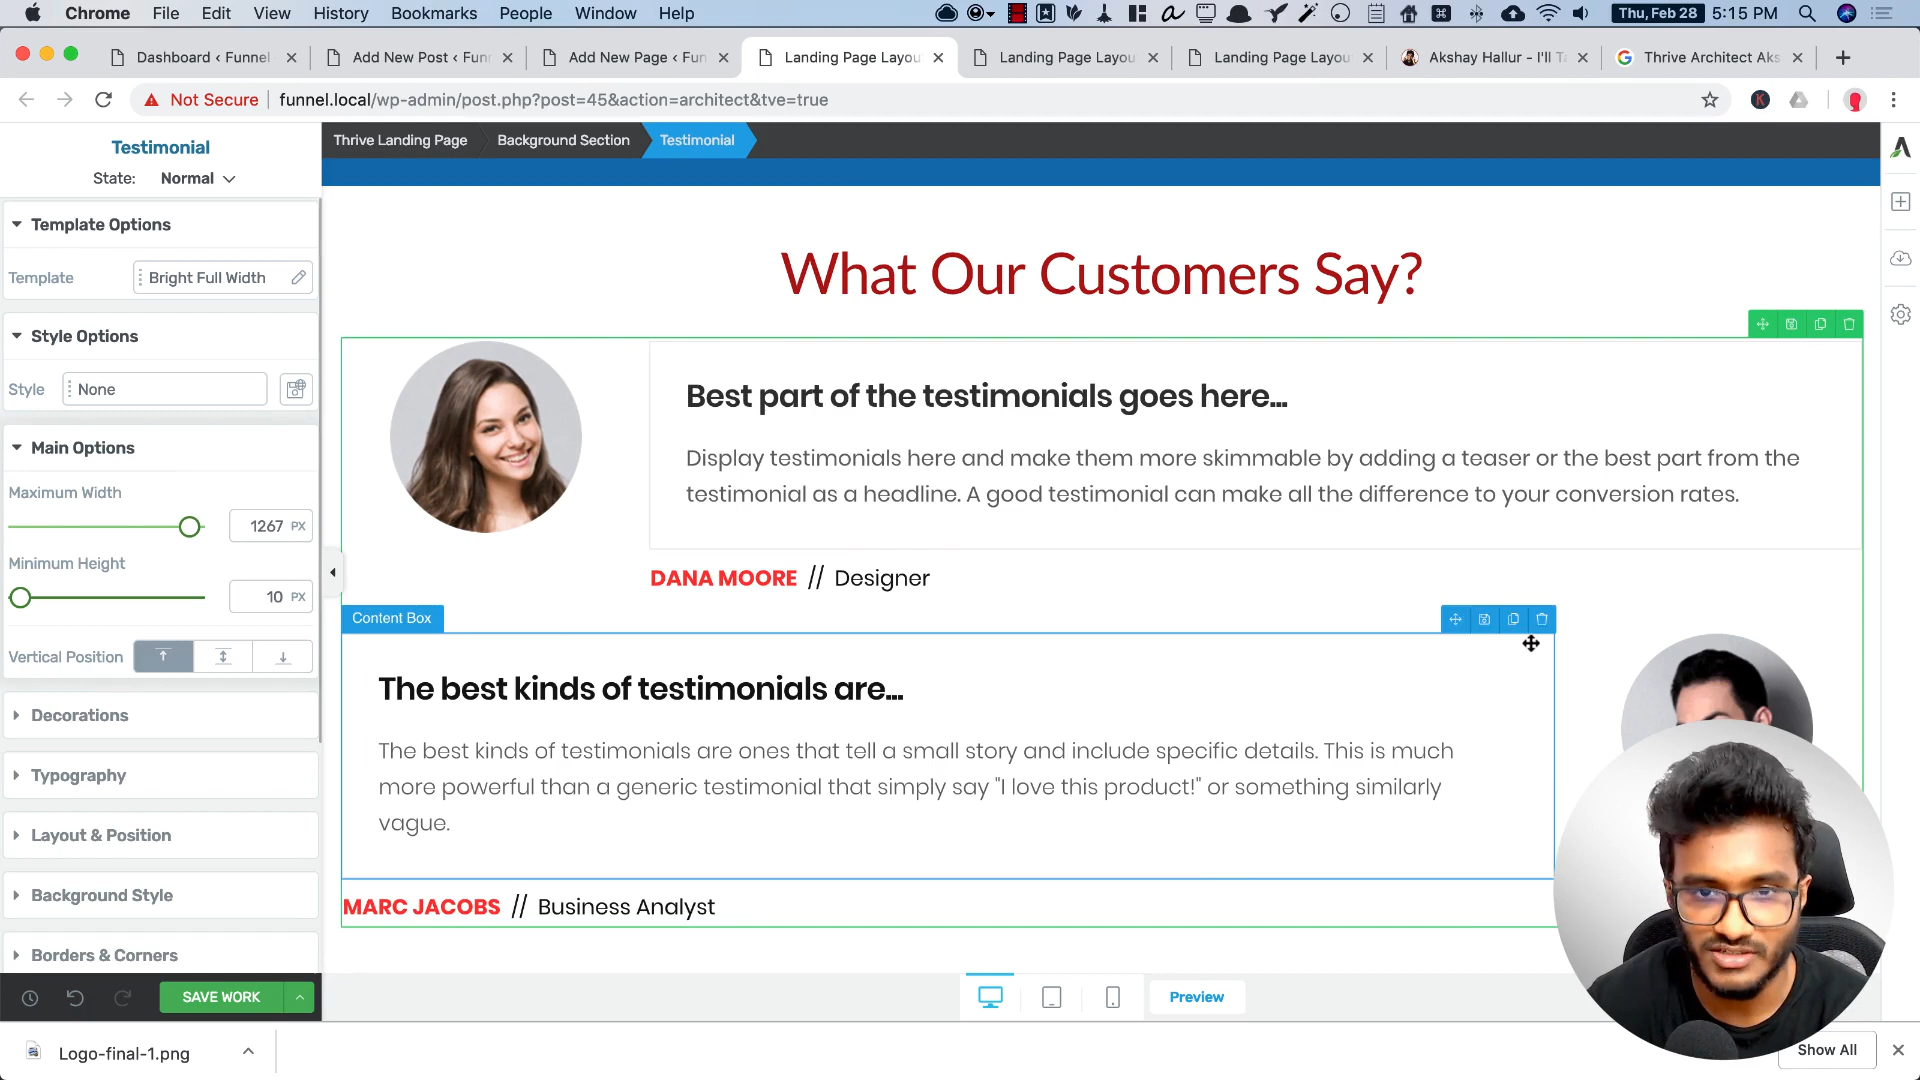 Chrome File Edit View History Bookmarks People Window Help
Thu, Feb 28 5:15 PM
Dashboard ‹ Funnel
Add New Post ‹ Funn
Add New Page ‹ Fun
Landing Page Layou
Landing Page Layou
Landing Page Layou
Akshay Hallur - I'll Ta
Thrive Architect Aks
Not Secure funnel.local/wp-admin/post.php?post=45&action=architect&tve=true
Testimonial
State: Normal
Thrive Landing Page Background Section Testimonial
Template Options
Template Bright Full Width
Style Options
Style None
Main Options
Maximum Width
1267 PX
Minimum Height
10 PX
Vertical Position
Decorations
Typography
Layout & Position
Background Style
Borders & Corners
SAVE WORK
What Our Customers Say?
Best part of the testimonials goes here...
Display testimonials here and make them more skimmable by adding a teaser or the best part from the
testimonial as a headline. A good testimonial can make all the difference to your conversion rates.
DANA MOORE // Designer
Content Box
The best kinds of testimonials are...
The best kinds of testimonials are ones that tell a small story and include specific details. This is much
more powerful than a generic testimonial that simply say "I love this product!" or something similarly
vague.
MARC JACOBS // Business Analyst
Preview
Logo-final-1.png
Show All